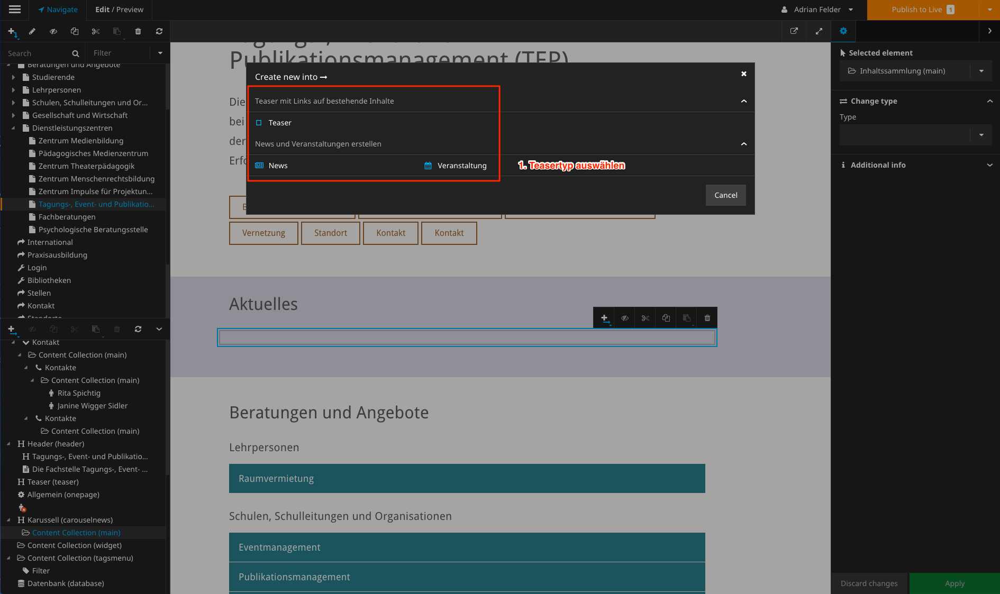 Navigate
Edit / Preview
Adrian Felder
Publish to Live 1
Search
Filter
Beratungen und Angebote
Studierende
Lehrpersonen
Schulen, Schulleitungen und Or...
Gesellschaft und Wirtschaft
Dienstleistungszentren
Zentrum Medienbildung
Pädagogisches Medienzentrum
Zentrum Theaterpädagogik
Zentrum Menschenrechtsbildung
Zentrum Impulse für Projektun...
Tagungs-, Event- und Publikatio...
Fachberatungen
Psychologische Beratungsstelle
International
Praxisausbildung
Login
Bibliotheken
Stellen
Kontakt
Standorte
Kontakt
Content Collection (main)
Kontakte
Content Collection (main)
Rita Spichtig
Janine Wigger Sidler
Kontakte
Content Collection (main)
H Header (header)
H Tagungs-, Event- und Publikatio...
Die Fachstelle Tagungs-, Event- ...
H Teaser (teaser)
Allgemein (onepage)
H Karussell (carouselnews)
Content Collection (main)
Content Collection (widget)
Content Collection (tagsmenu)
Filter
Datenbank (database)
Publikationsmanagement (TEP)
Die
bei
der
Create new into
Teaser mit Links auf bestehende Inhalte
Teaser
News und Veranstaltungen erstellen
News
Veranstaltung
1. Teasertyp auswählen
Cancel
Vernetzung
Standort
Kontakt
Kontakt
Aktuelles
Beratungen und Angebote
Lehrpersonen
Raumvermietung
Schulen, Schulleitungen und Organisationen
Eventmanagement
Publikationsmanagement
Selected element
Inhaltssammlung (main)
Change type
Type
Additional info
Discard changes
Apply